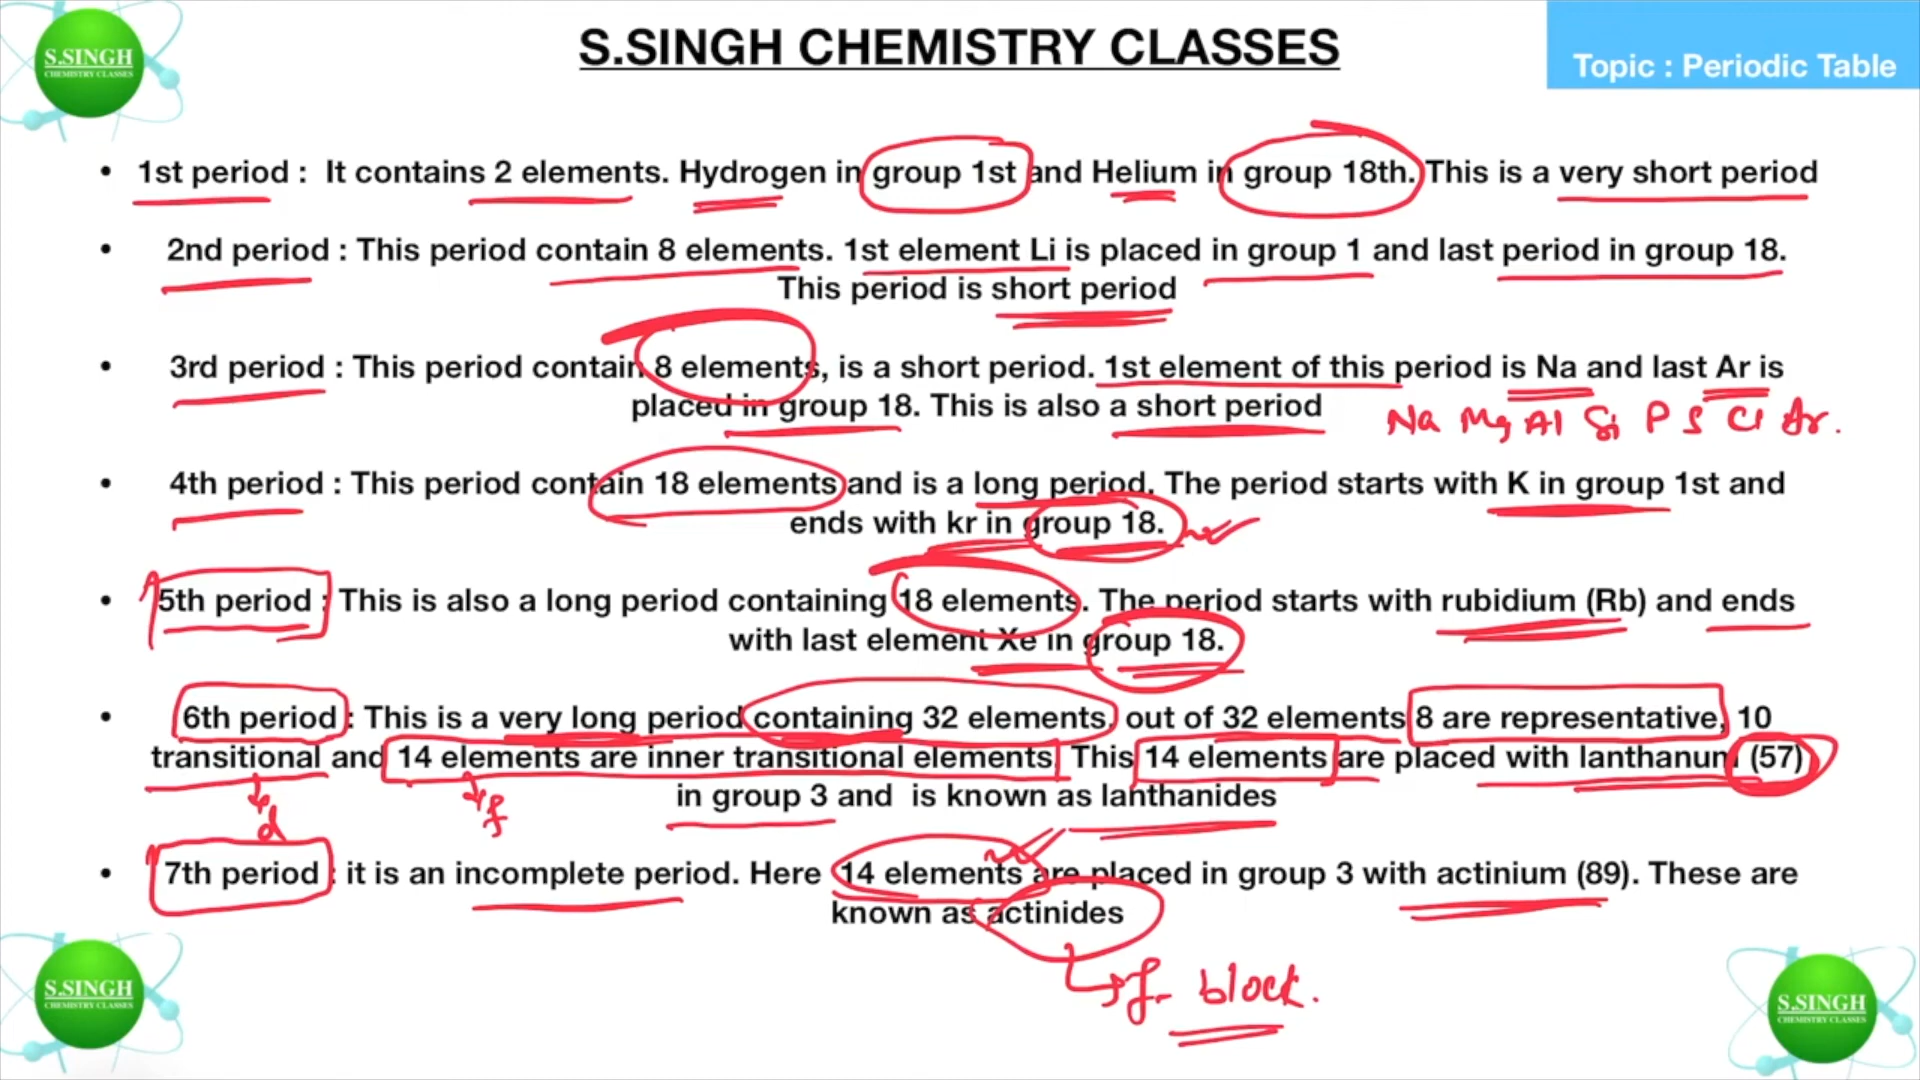 S.SINGH
CHEMISTRY CLASSES
S.SINGH CHEMISTRY CLASSES
Topic : Periodic Table
• 1st period : It contains 2 elements. Hydrogen in group 1st and Helium in group 18th. This is a very short period
• 2nd period : This period contain 8 elements. 1st element Li is placed in group 1 and last period in group 18.
This period is short period
• 3rd period : This period contain 8 elements, is a short period. 1st element of this period is Na and last Ar is
placed in group 18. This is also a short period
Na Mg Al Si P S Cl Ar.
• 4th period : This period contain 18 elements and is a long period. The period starts with K in group 1st and
ends with kr in group 18.
• 5th period : This is also a long period containing 18 elements. The period starts with rubidium (Rb) and ends
with last element Xe in group 18.
• 6th period : This is a very long period containing 32 elements, out of 32 elements 8 are representative, 10
transitional and 14 elements are inner transitional elements. This 14 elements are placed with lanthanum (57)
in group 3 and is known as lanthanides
d
f
• 7th period : it is an incomplete period. Here 14 elements are placed in group 3 with actinium (89). These are
known as actinides
f- block.
S.SINGH
CHEMISTRY CLASSES
S.SINGH
CHEMISTRY CLASSES